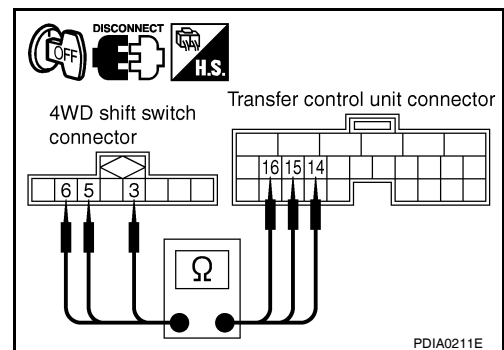 DISCONNECT
OFF
H.S.
4WD shift switch
connector
Transfer control unit connector
6 5 3
16 15 14
Ω
PDIA0211E